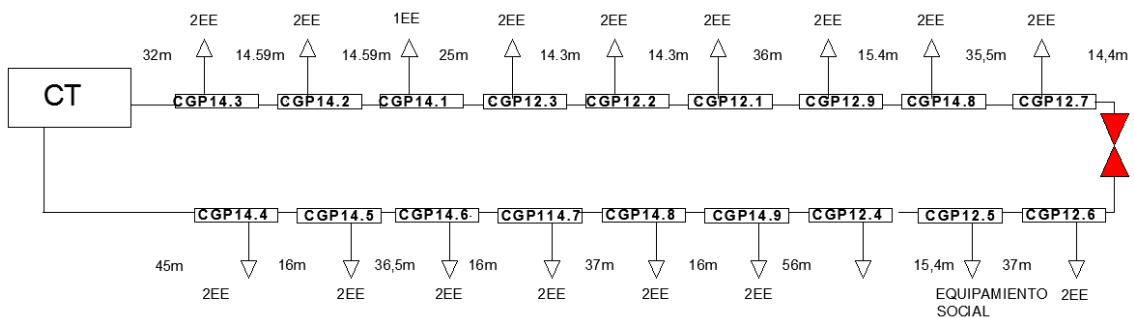 2EE 2EE 1EE 2EE 2EE 2EE 2EE 2EE 2EE
32m 14.59m 14.59m 25m 14.3m 14.3m 36m 15.4m 35,5m 14,4m
CT
CGP14.3 CGP14.2 CGP14.1 CGP12.3 CGP12.2 CGP12.1 CGP12.9 CGP14.8 CGP12.7
CGP14.4 CGP14.5 CGP14.6 CGP114.7 CGP14.8 CGP14.9 CGP12.4 CGP12.5 CGP12.6
45m 16m 36,5m 16m 37m 16m 56m 15,4m 37m
2EE 2EE 2EE 2EE 2EE 2EE EQUIPAMIENTO 2EE
SOCIAL